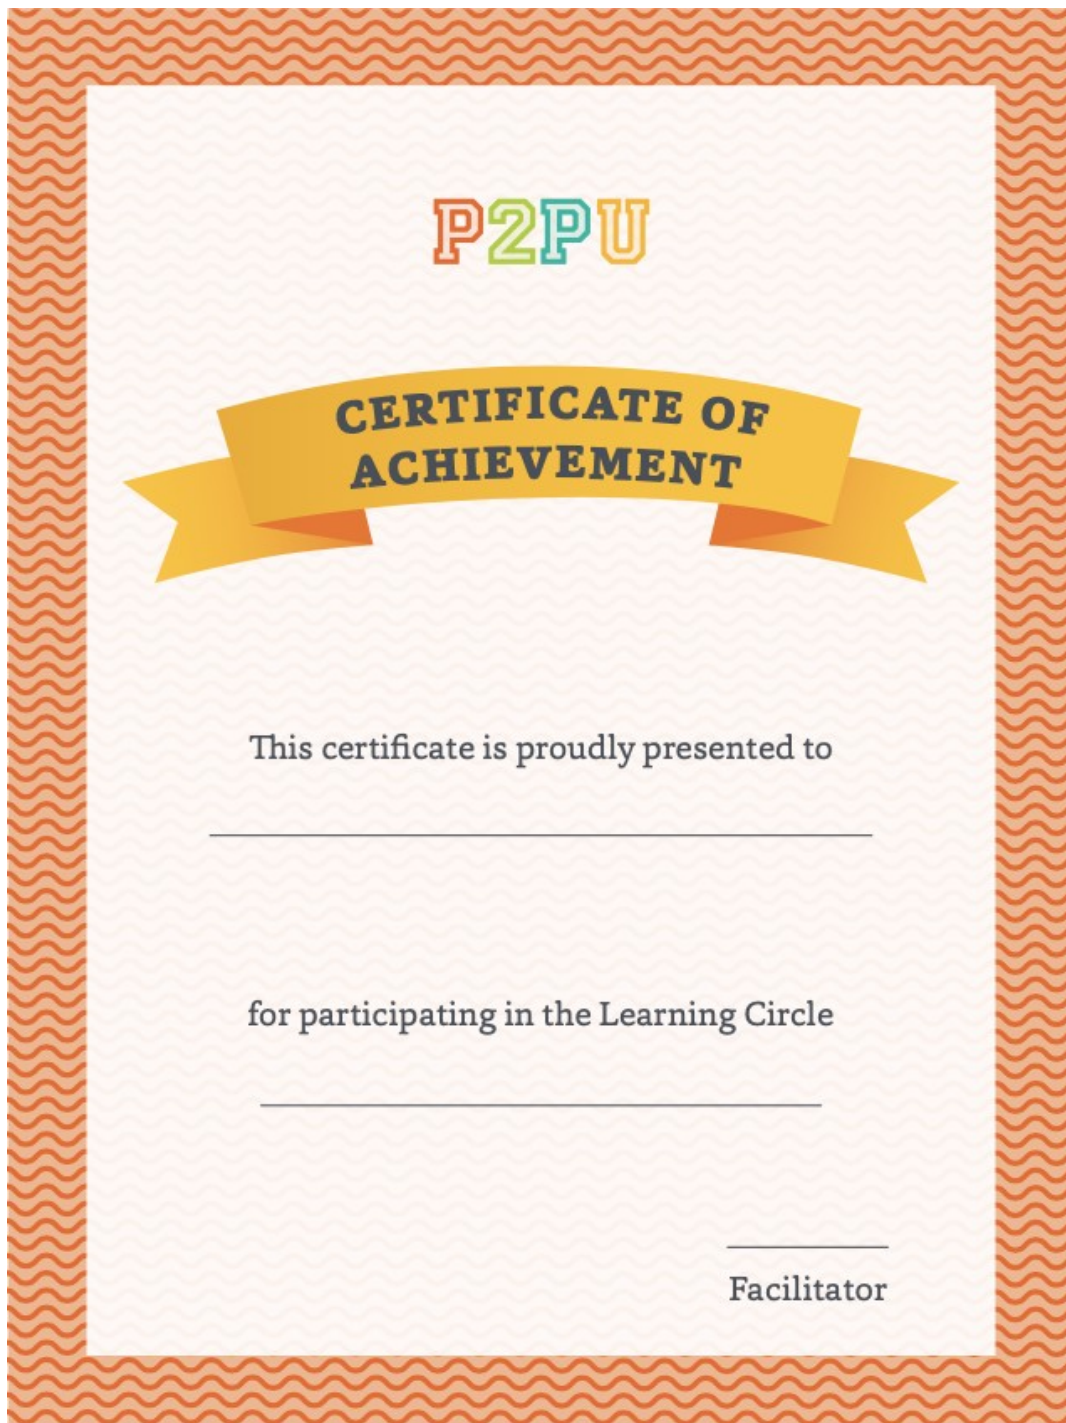 P2PU
CERTIFICATE OF
ACHIEVEMENT
This certificate is proudly presented to
for participating in the Learning Circle
Facilitator